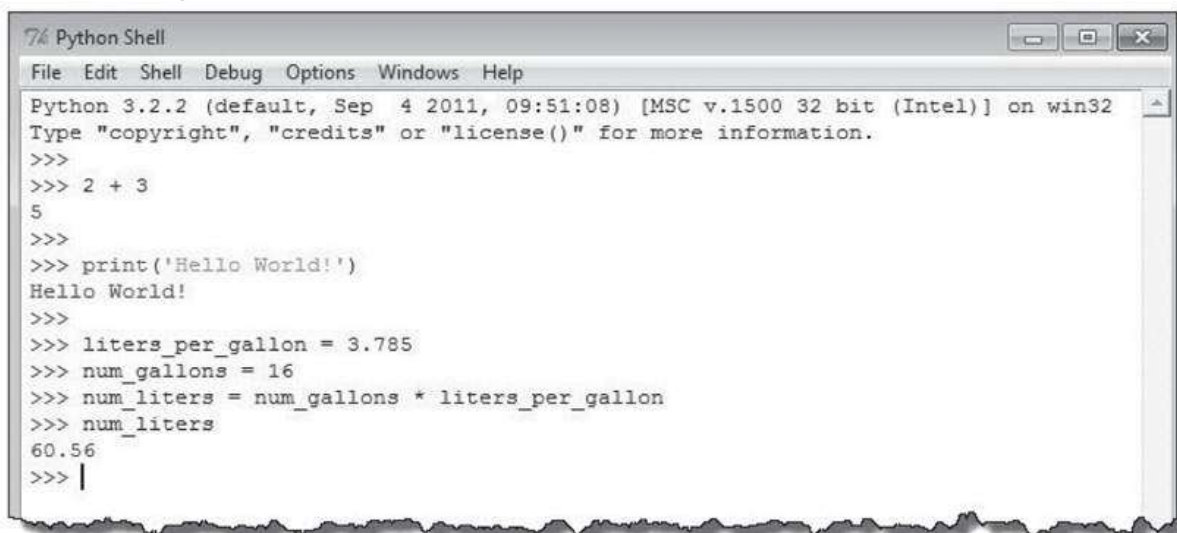 Python Shell
File Edit Shell Debug Options Windows Help
Python 3.2.2 (default, Sep  4 2011, 09:51:08) [MSC v.1500 32 bit (Intel)] on win32
Type "copyright", "credits" or "license()" for more information.
>>>
>>> 2 + 3
5
>>>
>>> print('Hello World!')
Hello World!
>>>
>>> liters_per_gallon = 3.785
>>> num_gallons = 16
>>> num_liters = num_gallons * liters_per_gallon
>>> num_liters
60.56
>>>